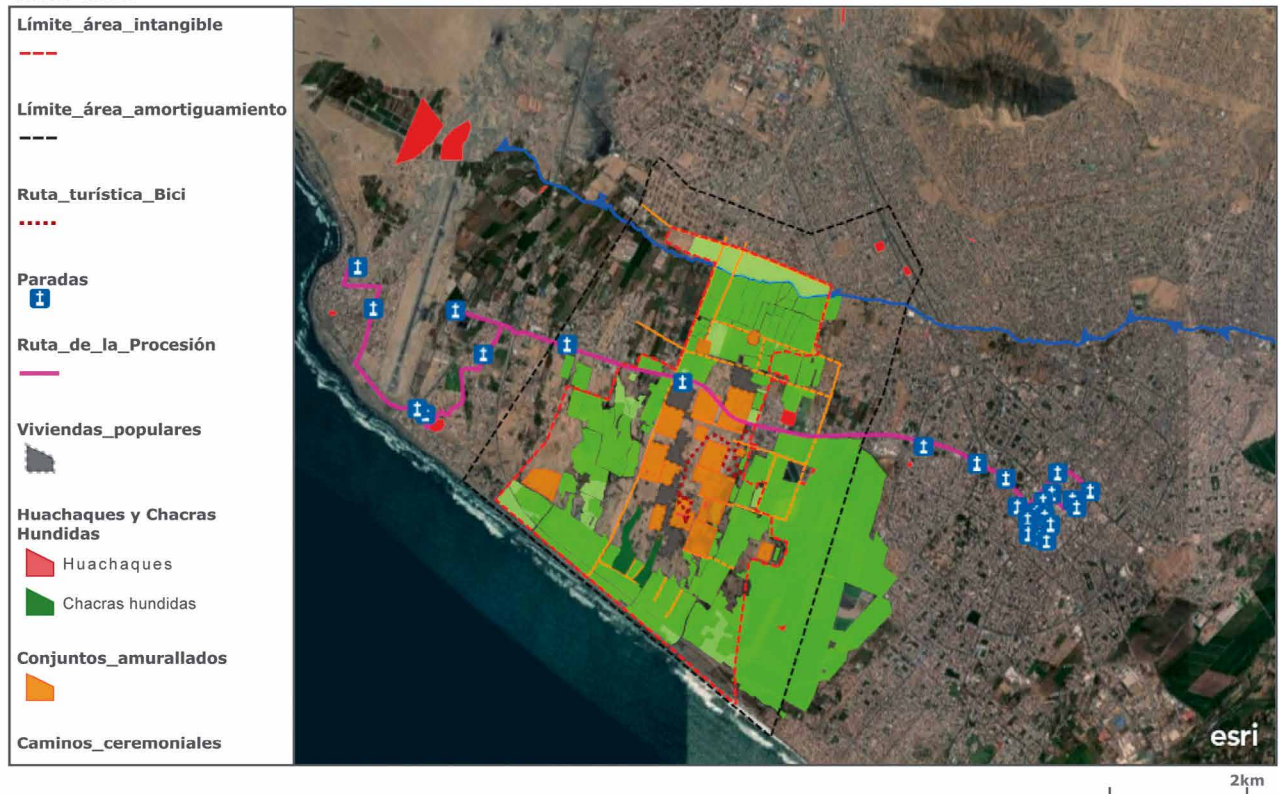 Límite_área_intangible
Límite_área_amortiguamiento
Ruta_turística_Bici
Paradas
Ruta_de_la_Procesión
Viviendas_populares
Huachaques y Chacras
Hundidas
Huachaques
Chacras hundidas
Conjuntos_amurallados
Caminos_ceremoniales
esri
2km